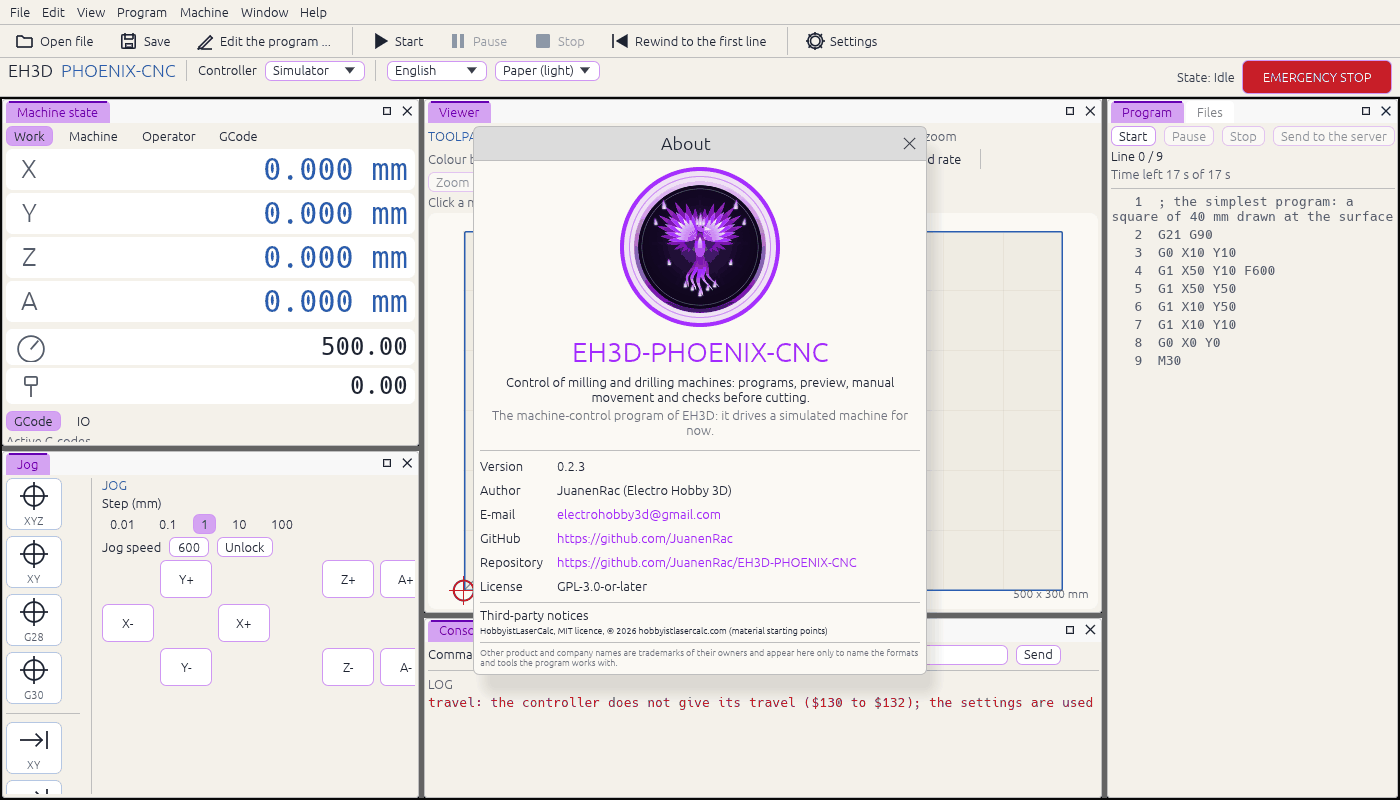 File Edit View Program Machine Window Help
Open file Save Edit the program ... Start Pause Stop Rewind to the first line Settings
EH3D PHOENIX-CNC Controller Simulator English Paper (light) State: Idle EMERGENCY STOP
Machine state
Work Machine Operator GCode
X 0.000 mm
Y 0.000 mm
Z 0.000 mm
A 0.000 mm
500.00
0.00
GCode IO
Active G-codes
Jog
XYZ
XY
G28
G30
XY
JOG
Step (mm)
0.01 0.1 1 10 100
Jog speed 600 Unlock
Y+ Z+ A+
X- X+
Y- Z- A-
Viewer
TOOLPA
zoom
Colour b
d rate
Zoom
Click a m
500 x 300 mm
About
EH3D-PHOENIX-CNC
Control of milling and drilling machines: programs, preview, manual
movement and checks before cutting.
The machine-control program of EH3D: it drives a simulated machine for
now.
Version 0.2.3
Author JuanenRac (Electro Hobby 3D)
E-mail electrohobby3d@gmail.com
GitHub https://github.com/JuanenRac
Repository https://github.com/JuanenRac/EH3D-PHOENIX-CNC
License GPL-3.0-or-later
Third-party notices
HobbyistLaserCalc, MIT licence, © 2026 hobbyistlasercalc.com (material starting points)
Other product and company names are trademarks of their owners and appear here only to name the formats
and tools the program works with.
Conso
Comma
Send
LOG
travel: the controller does not give its travel ($130 to $132); the settings are used
Program Files
Start Pause Stop Send to the server
Line 0 / 9
Time left 17 s of 17 s
1 ; the simplest program: a
square of 40 mm drawn at the surface
2 G21 G90
3 G0 X10 Y10
4 G1 X50 Y10 F600
5 G1 X50 Y50
6 G1 X10 Y50
7 G1 X10 Y10
8 G0 X0 Y0
9 M30